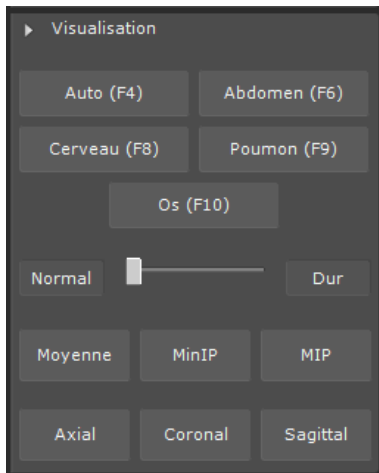 Visualisation
Auto (F4) Abdomen (F6)
Cerveau (F8) Poumon (F9)
Os (F10)
Normal Dur
Moyenne MinIP MIP
Axial Coronal Sagittal